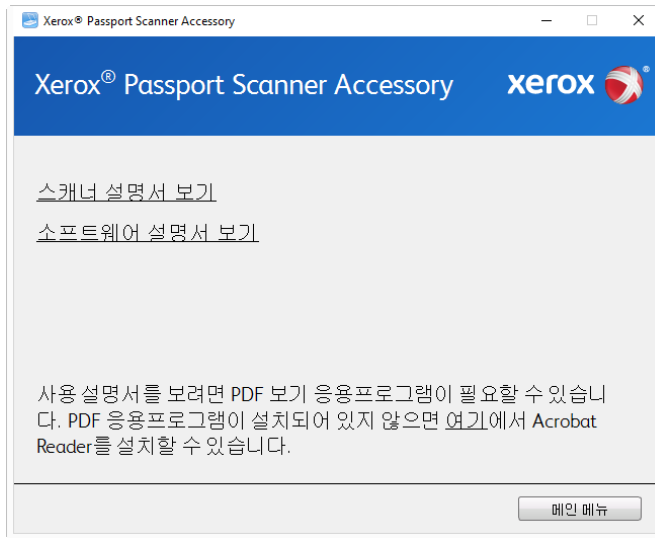 Xerox® Passport Scanner Accessory
Xerox® Passport Scanner Accessory
xerox ®
스캐너 설명서 보기
소프트웨어 설명서 보기
사용 설명서를 보려면 PDF 보기 응용프로그램이 필요할 수 있습니
다. PDF 응용프로그램이 설치되어 있지 않으면 여기에서 Acrobat
Reader를 설치할 수 있습니다.
메인 메뉴